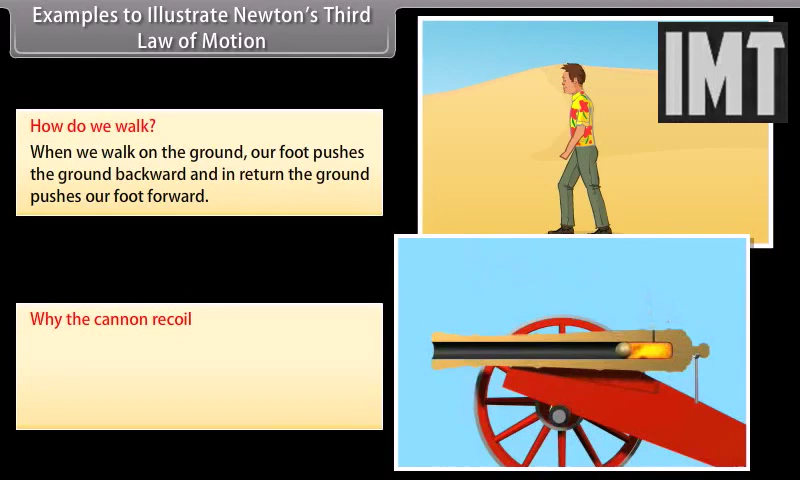 Examples to Illustrate Newton's Third
Law of Motion
IMT
How do we walk?
When we walk on the ground, our foot pushes
the ground backward and in return the ground
pushes our foot forward.
Why the cannon recoil